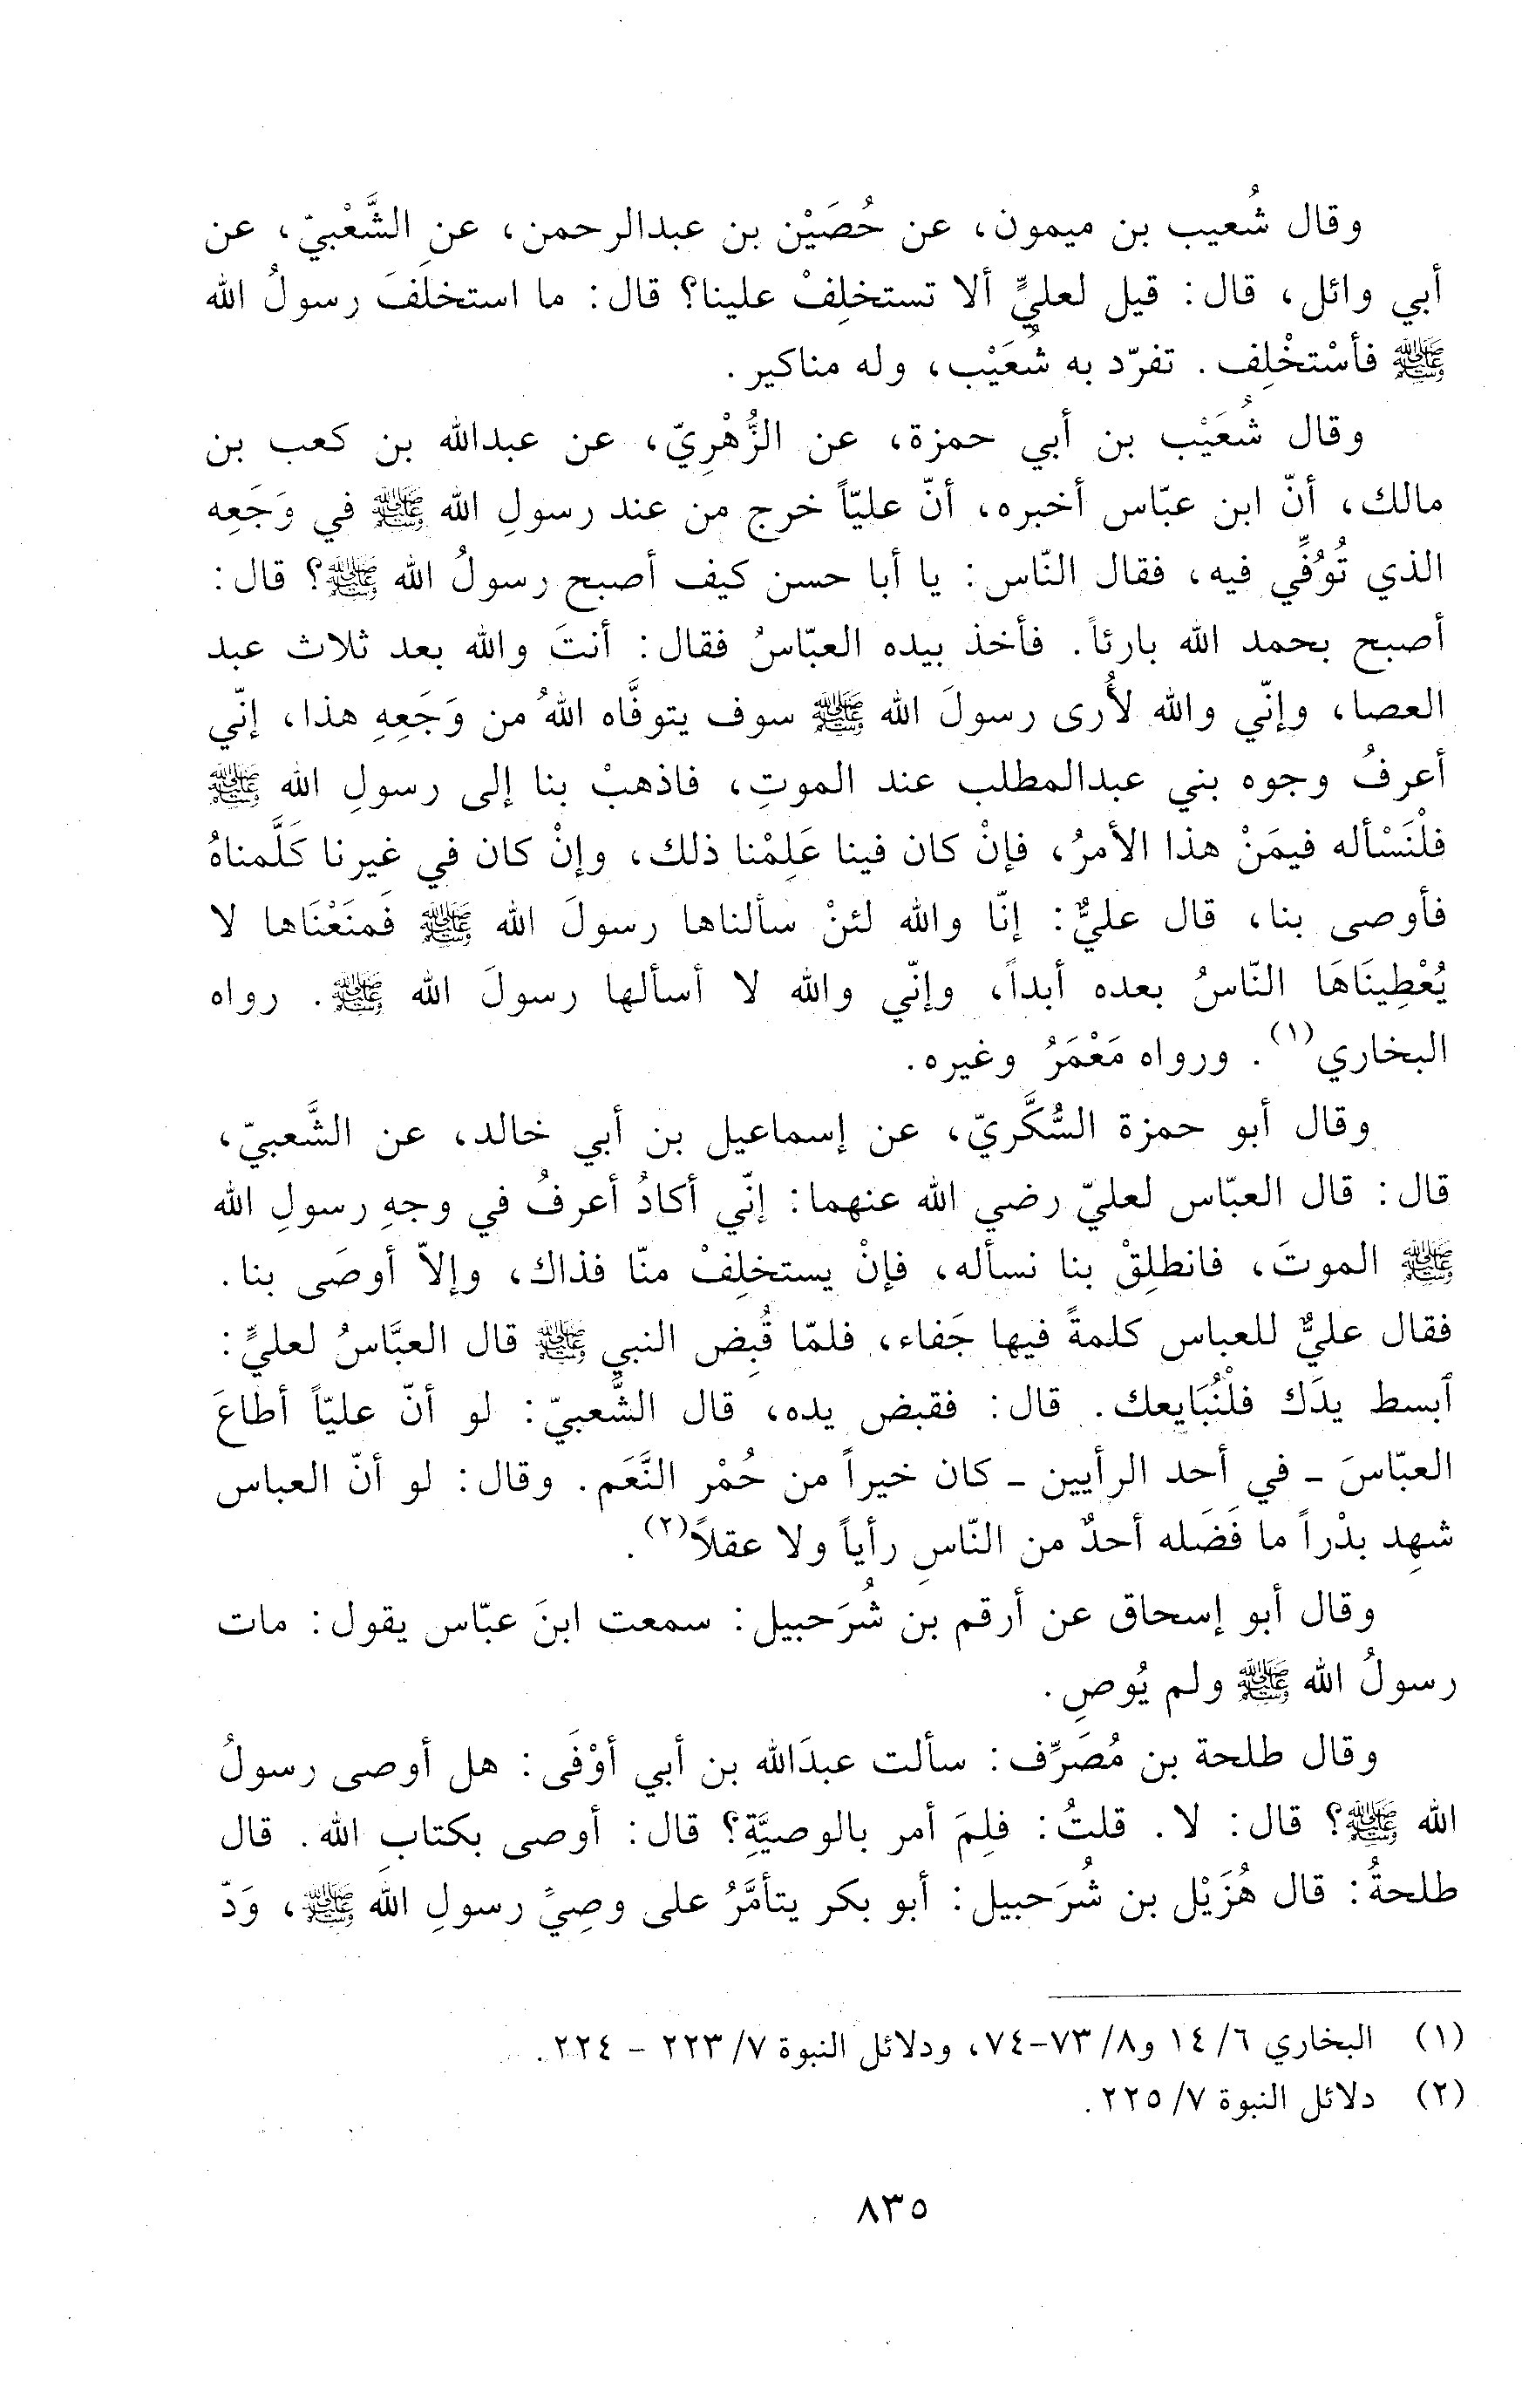 وقال شُعيب بن ميمون، عن حُصَيْن بن عبدالرحمن، عن الشَّعْبيّ، عن
أبي وائل، قال: قيل لعليٍّ ألا تستخلِفْ علينا؟ قال: ما استخلَفَ رسولُ الله
ﷺ فأسْتخْلِف. تفرّد به شُعَيْب، وله مناكير.
وقال شُعَيْب بن أبي حمزة، عن الزُّهْرِيّ، عن عبدالله بن كعب بن
مالك، أنّ ابن عبّاس أخبره، أنّ عليّاً خرج من عند رسولِ الله ﷺ في وَجَعِه
الذي تُوُفِّي فيه، فقال النّاس: يا أبا حسن كيف أصبح رسولُ الله ﷺ؟ قال:
أصبح بحمد الله بارئاً. فأخذ بيده العبّاسُ فقال: أنتَ والله بعد ثلاث عبد
العصا، وإنّي والله لأُرى رسولَ الله ﷺ سوف يتوفَّاه اللهُ من وَجَعِهِ هذا، إنّي
أعرفُ وجوه بني عبدالمطلب عند الموتِ، فاذهبْ بنا إلى رسولِ الله ﷺ
فلْنَسْأله فيمَنْ هذا الأمرُ، فإنْ كان فينا عَلِمْنا ذلك، وإنْ كان في غيرنا كَلَّمناهُ
فأوصى بنا، قال عليٌّ: إنّا والله لئنْ سألناها رسولَ الله ﷺ فَمنَعْنَاها لا
يُعْطِينَاهَا النّاسُ بعده أبداً، وإنّي والله لا أسألها رسولَ الله ﷺ. رواه
البخاري(١). ورواه مَعْمَرُ وغيره.
وقال أبو حمزة السُّكَّريّ، عن إسماعيل بن أبي خالد، عن الشَّعبيّ،
قال: قال العبّاس لعليّ رضي الله عنهما: إنّي أكادُ أعرفُ في وجهِ رسولِ الله
ﷺ الموتَ، فانطلِقْ بنا نسأله، فإنْ يستخلِفْ منّا فذاك، وإلاّ أوصَى بنا.
فقال عليٌّ للعباس كلمةً فيها جَفاء، فلمّا قُبِض النبي ﷺ قال العبَّاسُ لعليٍّ:
ٱبسط يدَك فلْنُبَايعك. قال: فقبض يده، قال الشَّعبيّ: لو أنّ عليّاً أطاعَ
العبّاسَ - في أحد الرأيين - كان خيراً من حُمْر النَّعَم. وقال: لو أنّ العباس
شهِد بدْراً ما فَضَله أحدٌ من النّاسِ رأياً ولا عقلاً(٢).
وقال أبو إسحاق عن أرقم بن شُرَحبيل: سمعت ابنَ عبّاس يقول: مات
رسولُ الله ﷺ ولم يُوصِ.
وقال طلحة بن مُصَرِّف: سألت عبدَالله بن أبي أوْفَى: هل أوصى رسولُ
الله ﷺ؟ قال: لا. قلتُ: فلِمَ أمر بالوصيَّةِ؟ قال: أوصى بكتابِ الله. قال
طلحةُ: قال هُزَيْل بن شُرَحبيل: أبو بكر يتأمَّرُ على وصِيِّ رسولِ الله ﷺ، وَدّ
(١) البخاري ٦/ ١٤ و٨/ ٧٣-٧٤، ودلائل النبوة ٧/ ٢٢٣ - ٢٢٤.
(٢) دلائل النبوة ٧/ ٢٢٥.
٨٣٥